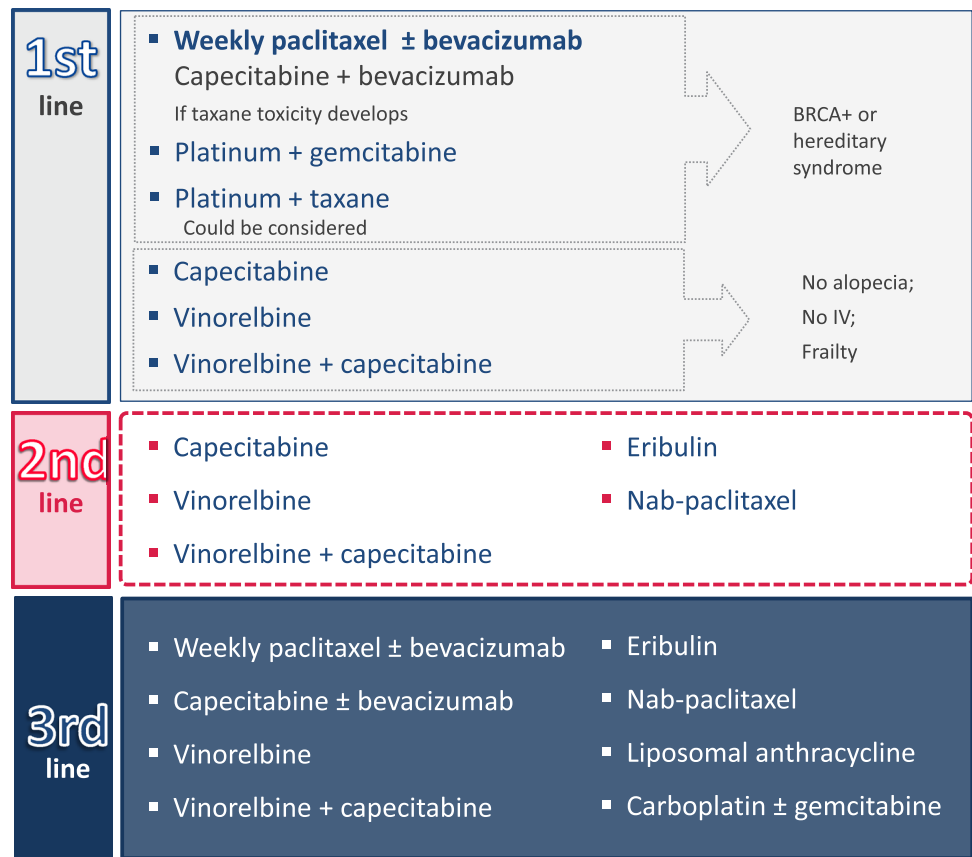 1st
line
▪ Weekly paclitaxel ± bevacizumab
Capecitabine + bevacizumab
If taxane toxicity develops
▪ Platinum + gemcitabine
▪ Platinum + taxane
Could be considered
BRCA+ or
hereditary
syndrome
▪ Capecitabine
▪ Vinorelbine
▪ Vinorelbine + capecitabine
No alopecia;
No IV;
Frailty
2nd
line
▪ Capecitabine
▪ Vinorelbine
▪ Vinorelbine + capecitabine
▪ Eribulin
▪ Nab-paclitaxel
3rd
line
▪ Weekly paclitaxel ± bevacizumab
▪ Capecitabine ± bevacizumab
▪ Vinorelbine
▪ Vinorelbine + capecitabine
▪ Eribulin
▪ Nab-paclitaxel
▪ Liposomal anthracycline
▪ Carboplatin ± gemcitabine